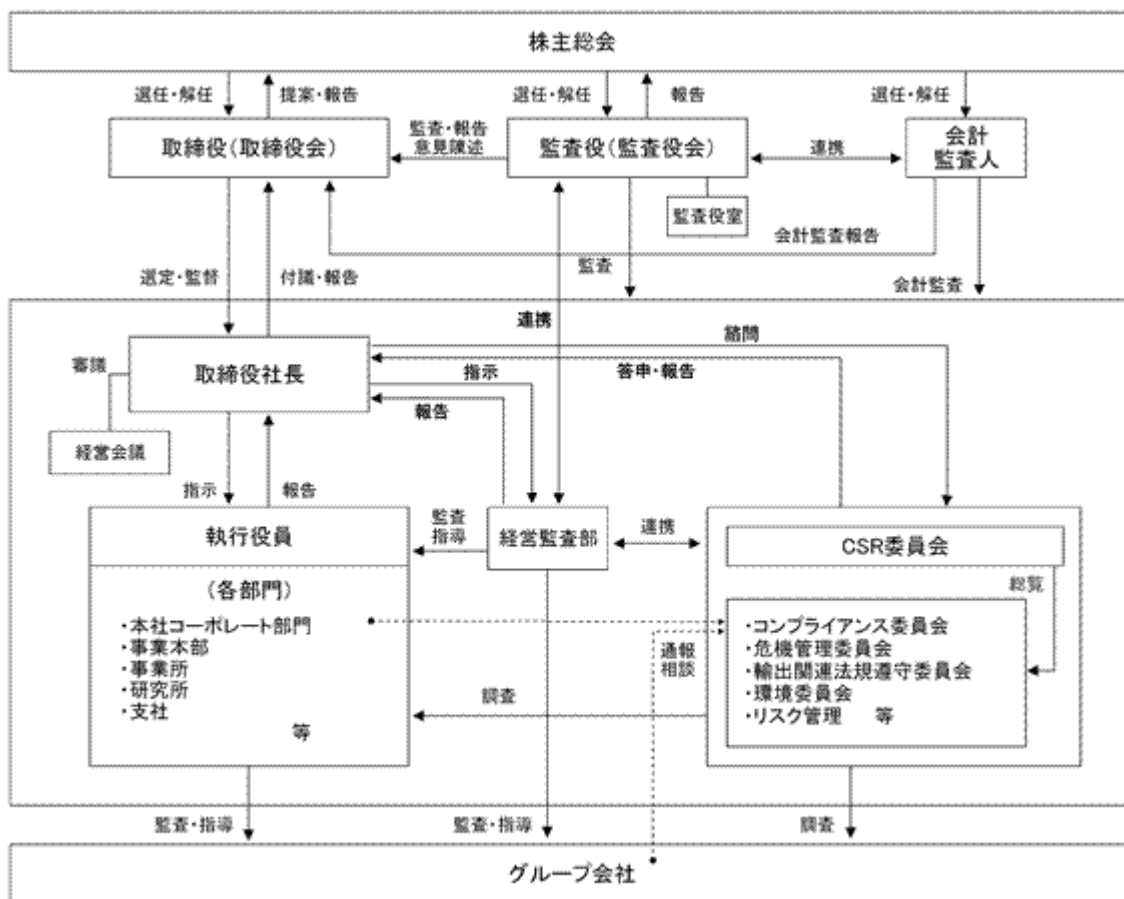 株主総会
選任・解任
提案・報告
選任・解任
報告
選任・解任
取締役(取締役会)
監査・報告
意見陳述
監査役(監査役会)
連携
会計
監査人
監査役室
会計監査報告
選定・監督
付議・報告
監査
会計監査
連携
諮問
審議
取締役社長
指示
答申・報告
報告
経営会議
指示
報告
執行役員
監査
指導
経営監査部
連携
CSR委員会
総覧
(各部門)
・本社コーポレート部門
・事業本部
・事業所
・研究所
・支社
等
通報
相談
・コンプライアンス委員会
・危機管理委員会
・輸出関連法規遵守委員会
・環境委員会
・リスク管理 等
調査
監査・指導
監査・指導
調査
グループ会社